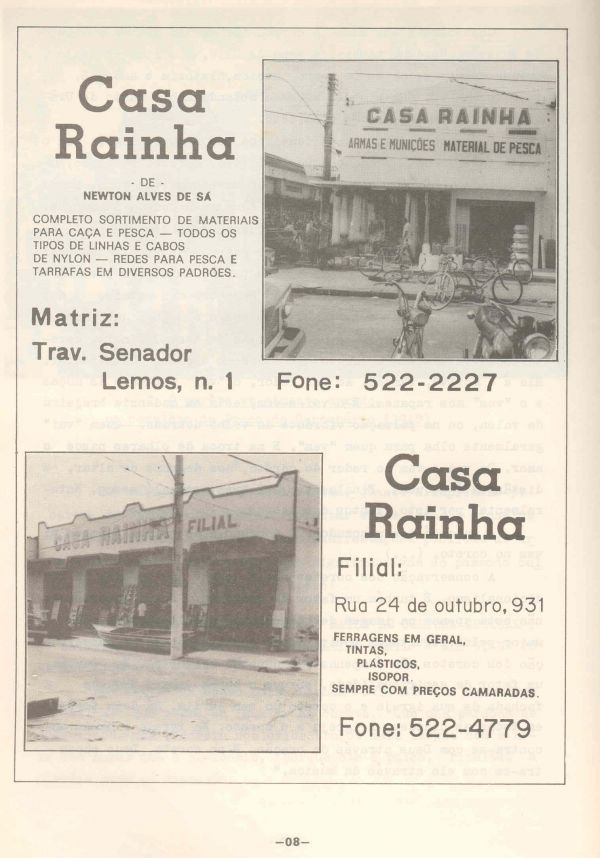 Casa
Rainha
- DE -
NEWTON ALVES DE SÁ
COMPLETO SORTIMENTO DE MATERIAIS
PARA CAÇA E PESCA — TODOS OS
TIPOS DE LINHAS E CABOS
DE NYLON — REDES PARA PESCA E
TARRAFAS EM DIVERSOS PADRÕES.
CASA RAINHA
ARMAS E MUNIÇÕES MATERIAL DE PESCA
Matriz:
Trav. Senador
Lemos, n. 1 Fone: 522-2227
CASA RAINHA FILIAL
Casa
Rainha
Filial:
Rua 24 de outubro, 931
FERRAGENS EM GERAL,
TINTAS,
PLÁSTICOS,
ISOPOR.
SEMPRE COM PREÇOS CAMARADAS.
Fone: 522-4779
—08—